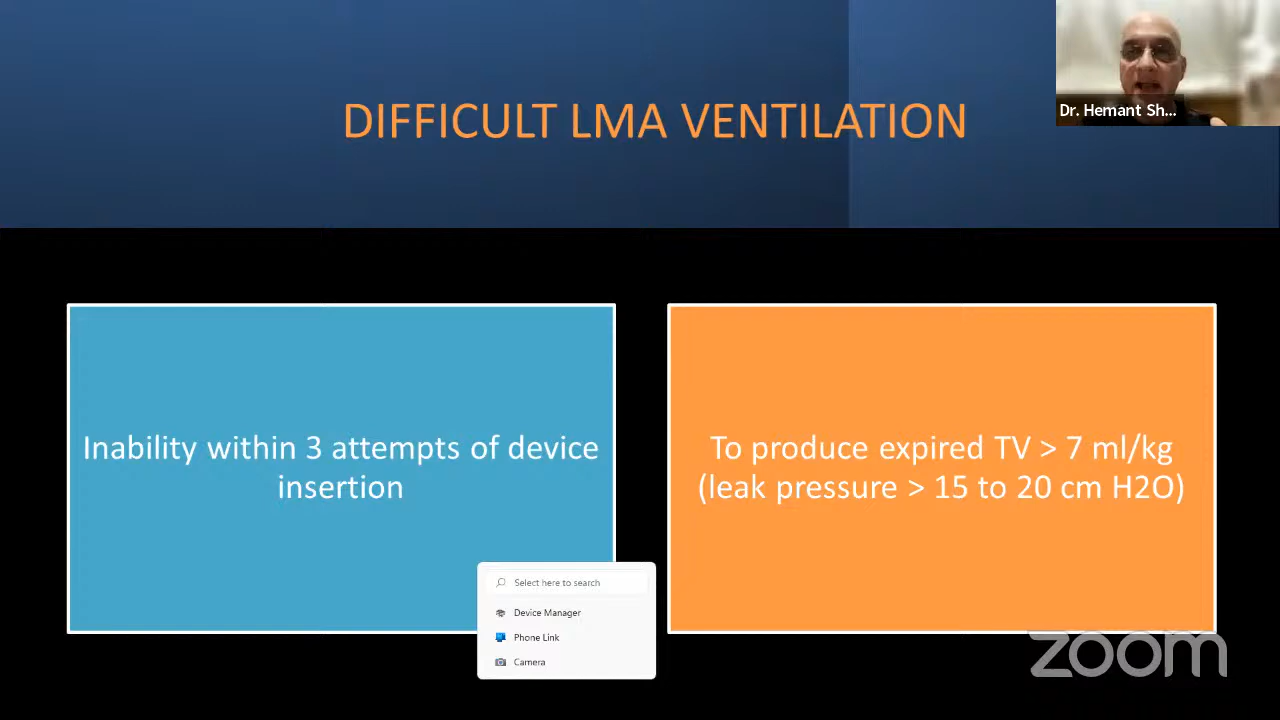 DIFFICULT LMA VENTILATION
Dr. Hemant Sh...
Inability within 3 attempts of device
insertion
To produce expired TV > 7 ml/kg
(leak pressure > 15 to 20 cm H2O)
Select here to search
Device Manager
Phone Link
Camera
zoom